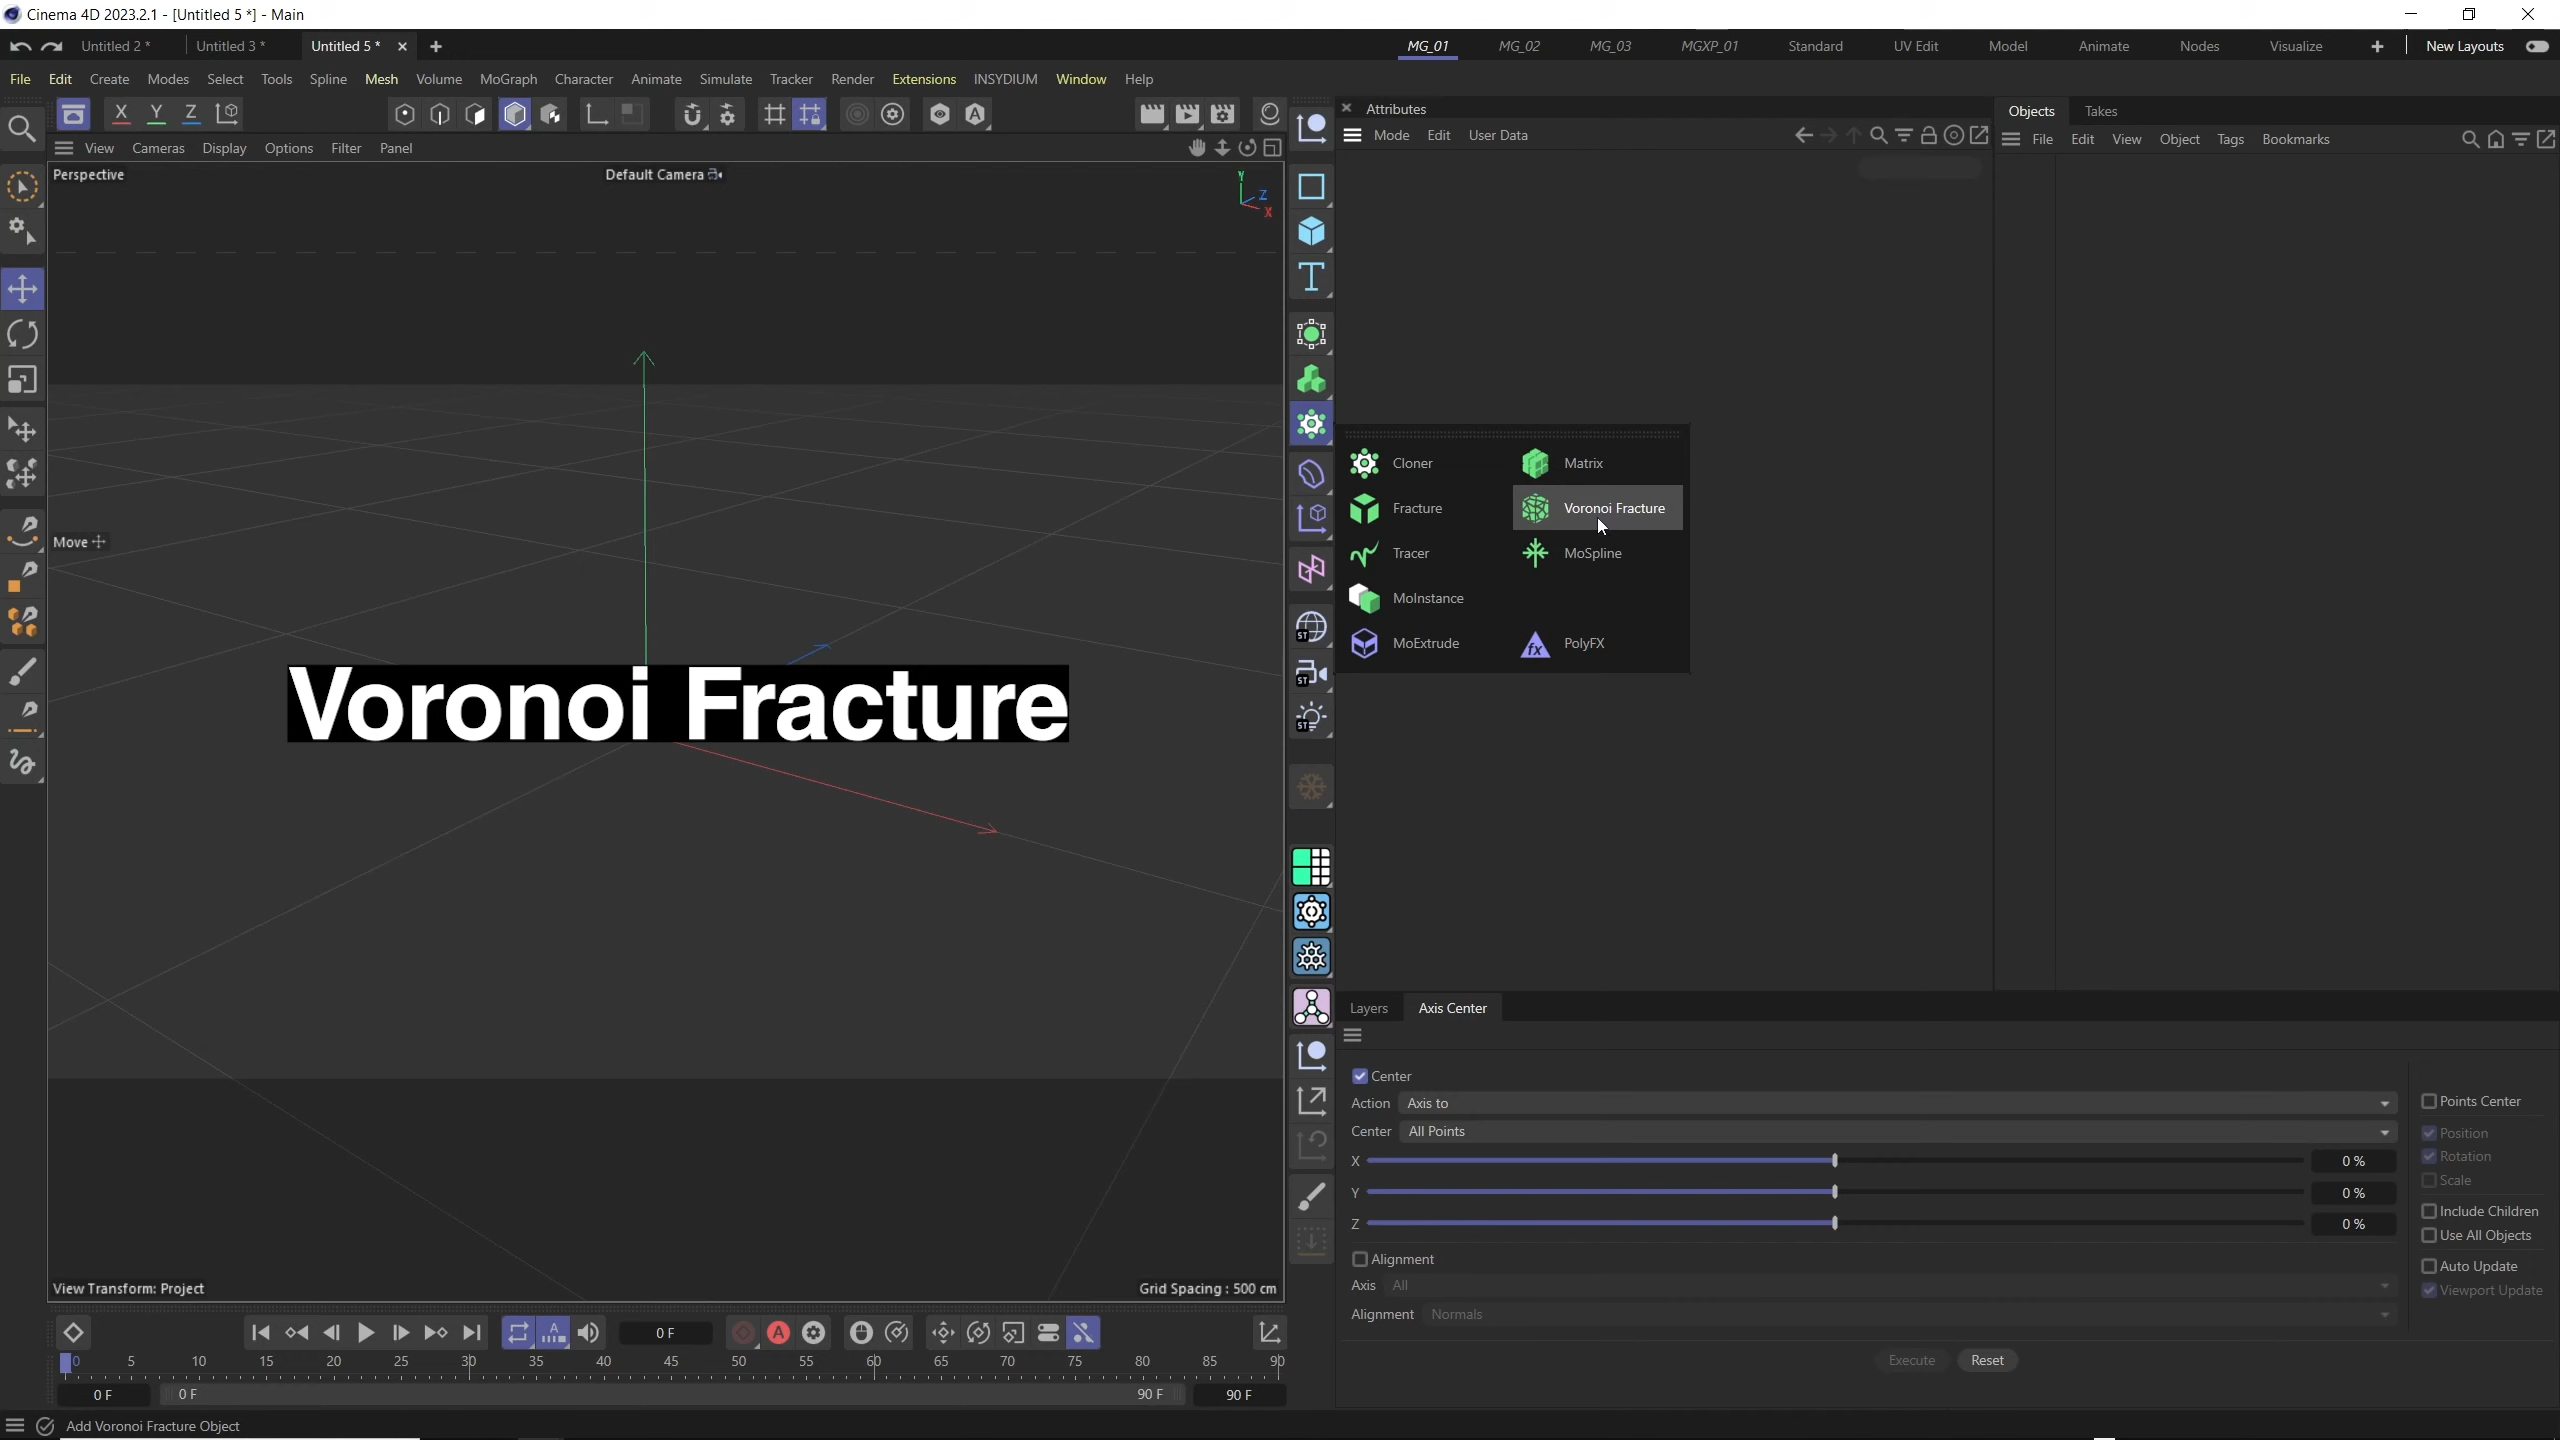 Cinema 4D 2023.2.1 - [Untitled 5 *] - Main
Untitled 2 * Untitled 3 * Untitled 5 * MG_01 MG_02 MG_03 MGXP_01 Standard UV Edit Model Animate Nodes Visualize New Layouts
File Edit Create Modes Select Tools Spline Mesh Volume MoGraph Character Animate Simulate Tracker Render Extensions INSYDIUM Window Help
X Y Z
View Cameras Display Options Filter Panel
Perspective
Default Camera
Y
Z
X
Move
Voronoi Fracture
View Transform: Project
Grid Spacing : 500 cm
Attributes
Mode Edit User Data
Cloner Matrix
Fracture Voronoi Fracture
Tracer MoSpline
MoInstance
MoExtrude PolyFX
Objects Takes
File Edit View Object Tags Bookmarks
Layers Axis Center
Center
Action Axis to
Center All Points
X 0 %
Y 0 %
Z 0 %
Alignment
Axis All
Alignment Normals
Points Center
Position
Rotation
Scale
Include Children
Use All Objects
Auto Update
Viewport Update
Execute Reset
0 F
0 5 10 15 20 25 30 35 40 45 50 55 60 65 70 75 80 85 90
0 F 0 F 90 F 90 F
Add Voronoi Fracture Object